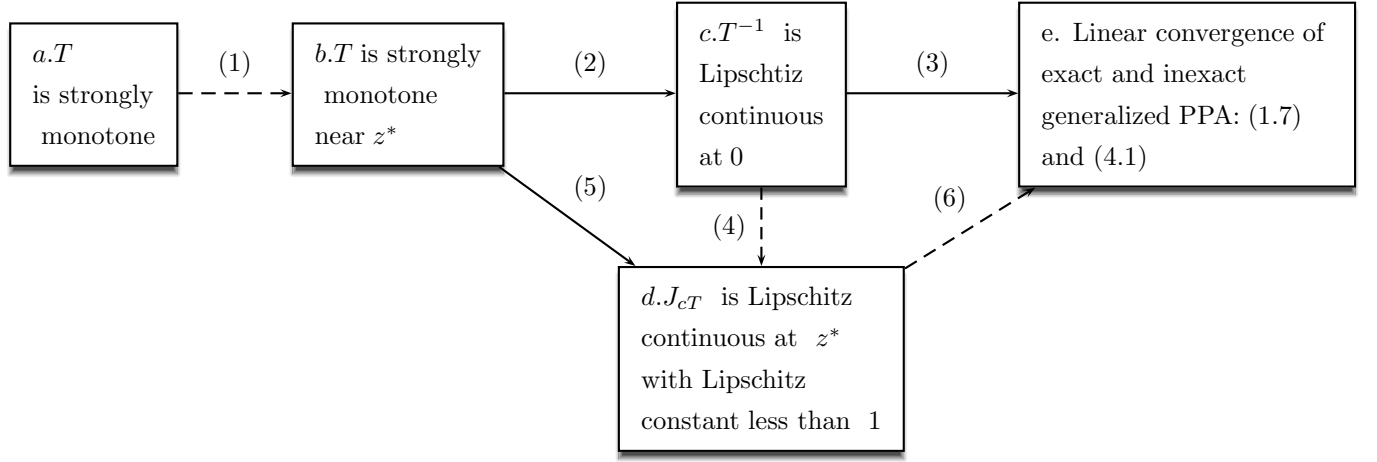 a.T
is strongly
monotone
(1)
b.T is strongly
monotone
near z*
(2)
c.T⁻¹ is
Lipschtiz
continuous
at 0
(3)
e. Linear convergence of
exact and inexact
generalized PPA: (1.7)
and (4.1)
(5)
(4)
(6)
d.J_{cT} is Lipschitz
continuous at z*
with Lipschitz
constant less than 1